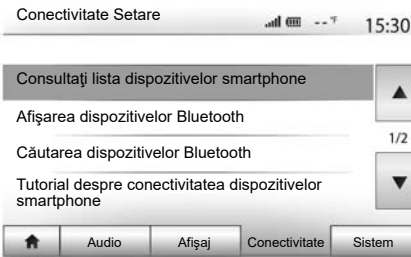 Conectivitate Setare
-- °F
15:30
Consultaţi lista dispozitivelor smartphone
Afişarea dispozitivelor Bluetooth
1/2
Căutarea dispozitivelor Bluetooth
Tutorial despre conectivitatea dispozitivelor
smartphone
Audio
Afişaj
Conectivitate
Sistem